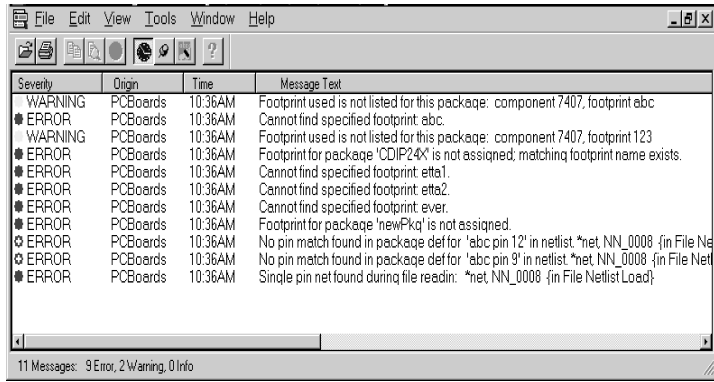 File Edit View Tools Window Help
Severity Origin Time Message Text
WARNING PCBoards 10:36AM Footprint used is not listed for this package: component 7407, footprint abc
ERROR PCBoards 10:36AM Cannot find specified footprint: abc.
WARNING PCBoards 10:36AM Footprint used is not listed for this package: component 7407, footprint 123
ERROR PCBoards 10:36AM Footprint for package 'CDIP24X' is not assigned; matching footprint name exists.
ERROR PCBoards 10:36AM Cannot find specified footprint: etta1.
ERROR PCBoards 10:36AM Cannot find specified footprint: etta2.
ERROR PCBoards 10:36AM Cannot find specified footprint: ever.
ERROR PCBoards 10:36AM Footprint for package 'newPkg' is not assigned.
ERROR PCBoards 10:36AM No pin match found in package def for 'abc pin 12' in netlist. *net, NN_0008 {in File Ne
ERROR PCBoards 10:36AM No pin match found in package def for 'abc pin 9' in netlist. *net, NN_0008 {in File Netl
ERROR PCBoards 10:36AM Single pin net found during file readin: *net, NN_0008 {in File Netlist Load}
11 Messages: 9 Error, 2 Warning, 0 Info